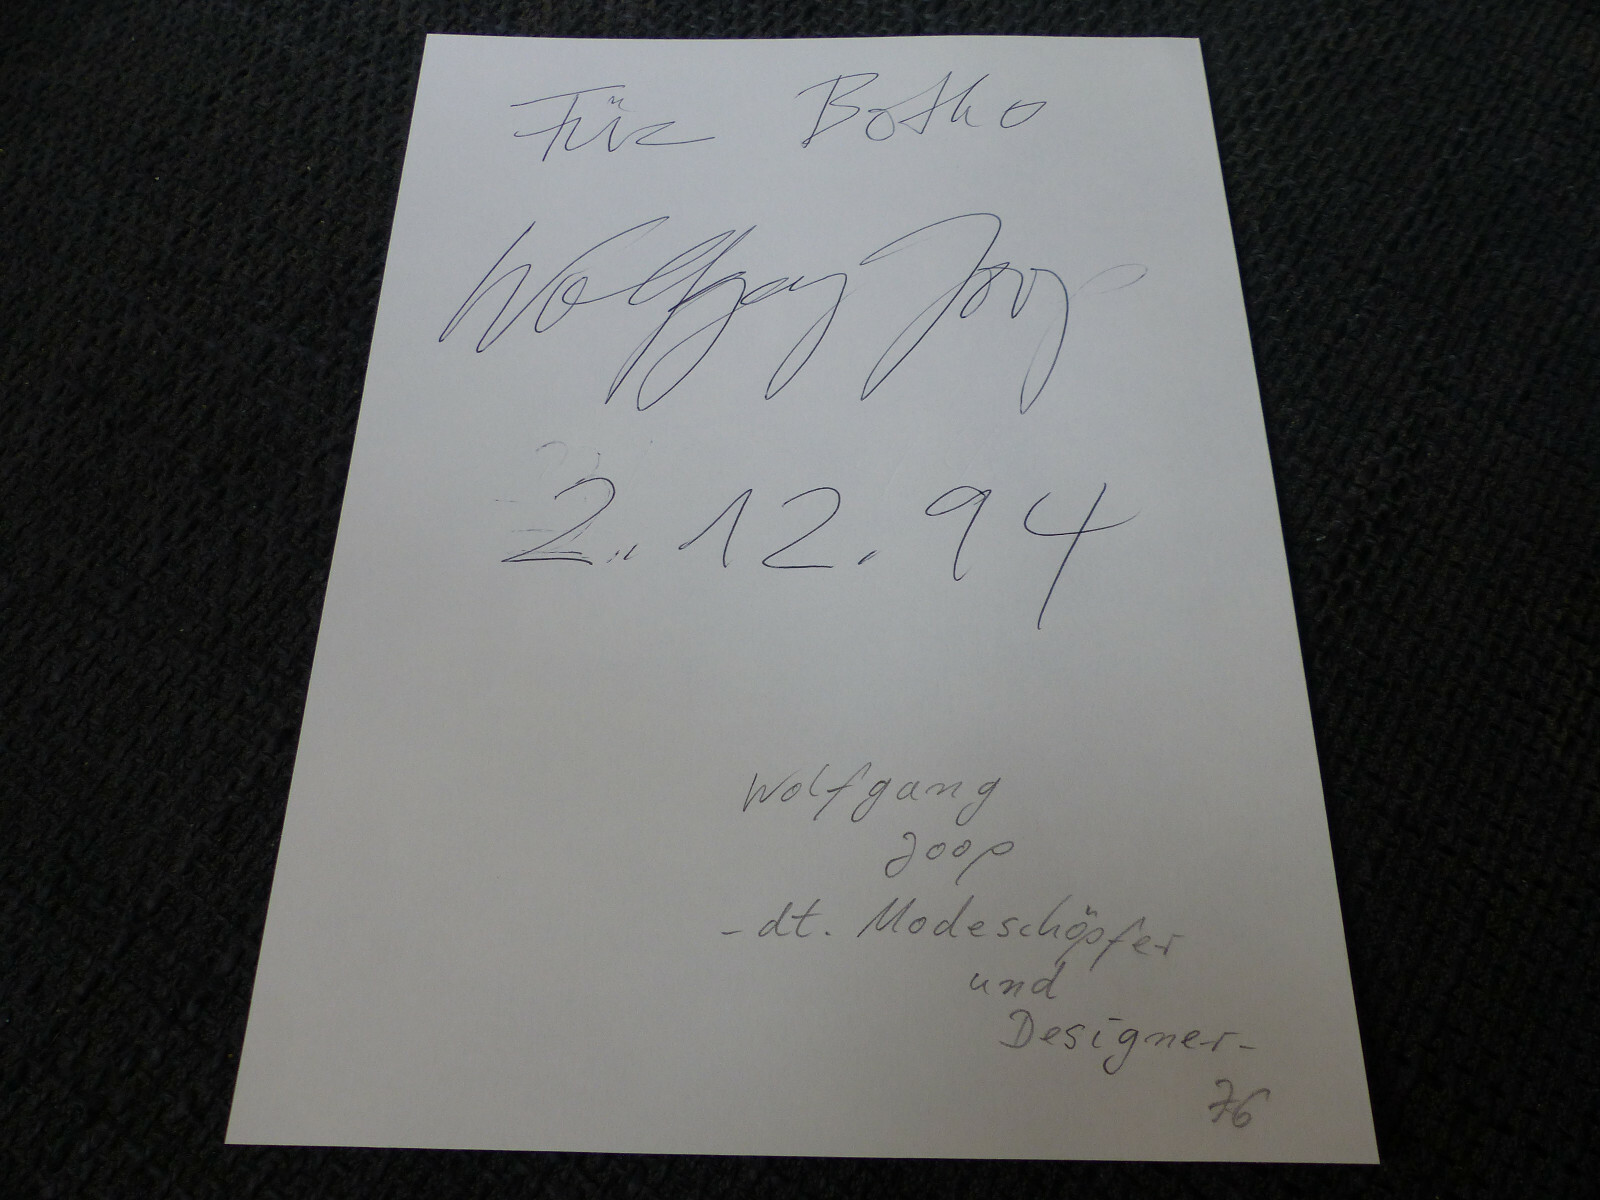 Für Botho
Wolfgang Joop
2.12.94
Wolfgang
Joop
- dt. Modeschöpfer
und
Designer -
76